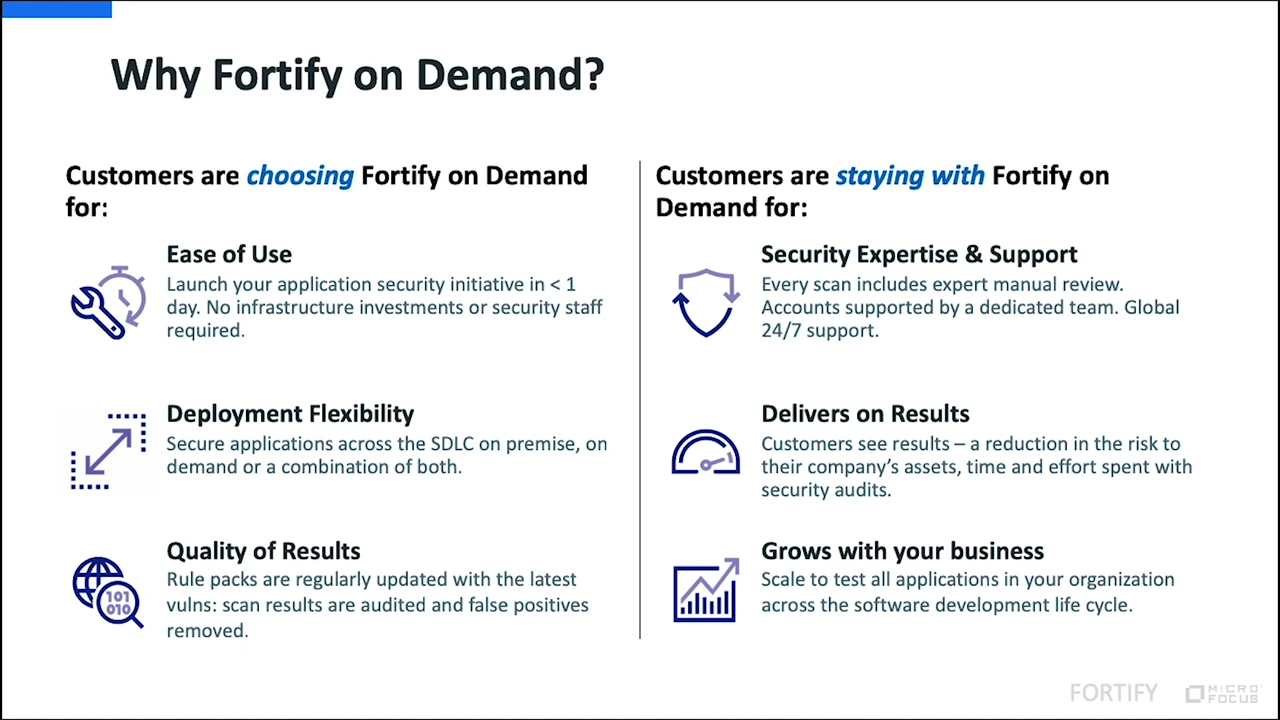 Why Fortify on Demand?
Customers are choosing Fortify on Demand
for:
Ease of Use
Launch your application security initiative in < 1
day. No infrastructure investments or security staff
required.
Deployment Flexibility
Secure applications across the SDLC on premise, on
demand or a combination of both.
Quality of Results
Rule packs are regularly updated with the latest
vulns: scan results are audited and false positives
removed.
101
010
Customers are staying with Fortify on
Demand for:
Security Expertise & Support
Every scan includes expert manual review.
Accounts supported by a dedicated team. Global
24/7 support.
Delivers on Results
Customers see results – a reduction in the risk to
their company's assets, time and effort spent with
security audits.
Grows with your business
Scale to test all applications in your organization
across the software development life cycle.
FORTIFY
MICRO
FOCUS